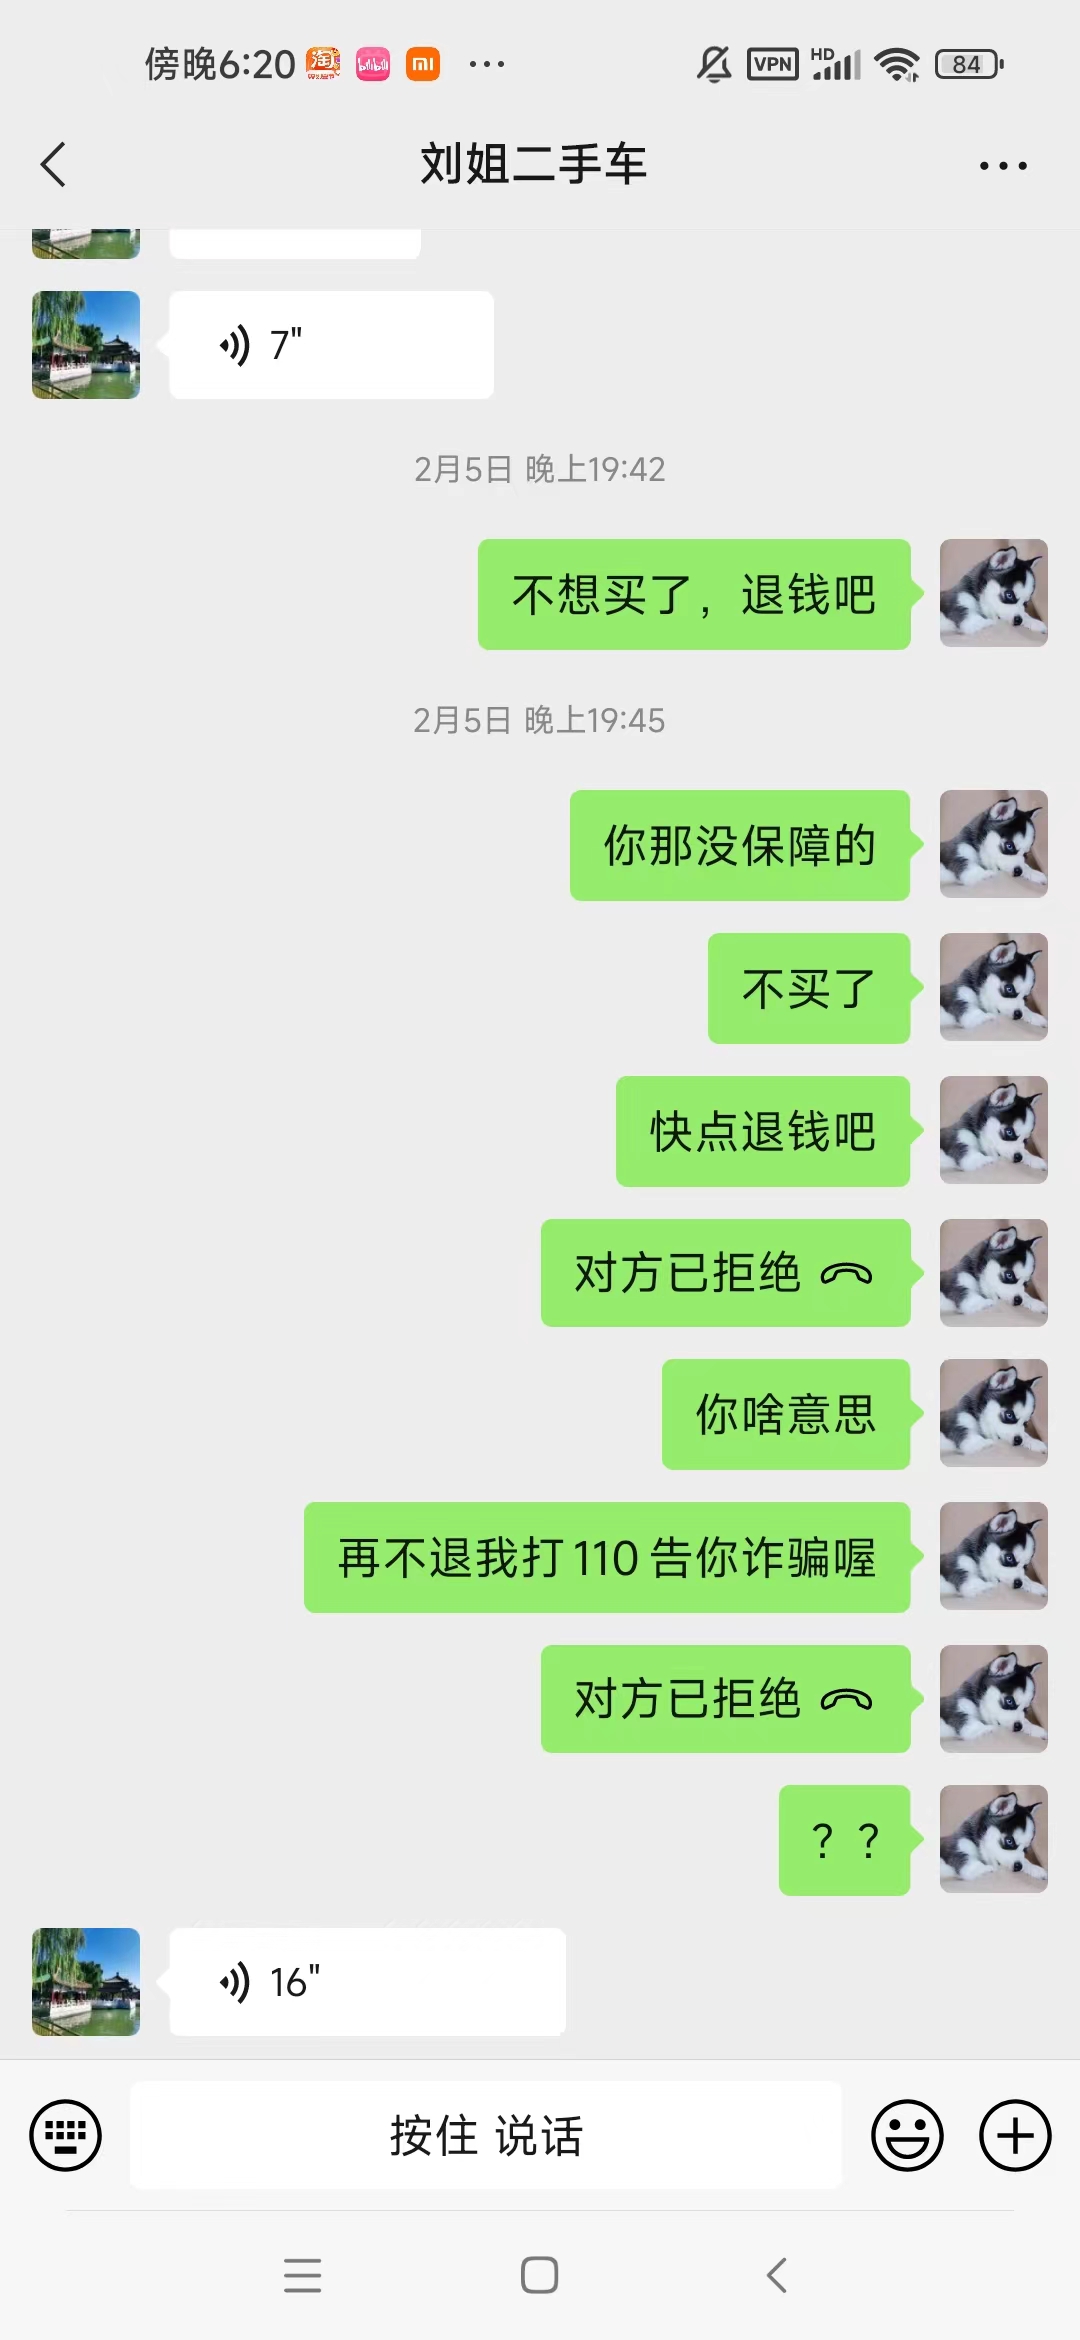 傍晚6:20 淘 bilibili mi ··· VPN HD 84
刘姐二手车
7"
2月5日 晚上19:42
不想买了，退钱吧
2月5日 晚上19:45
你那没保障的
不买了
快点退钱吧
对方已拒绝
你啥意思
再不退我打110告你诈骗喔
对方已拒绝
？？
16"
按住 说话